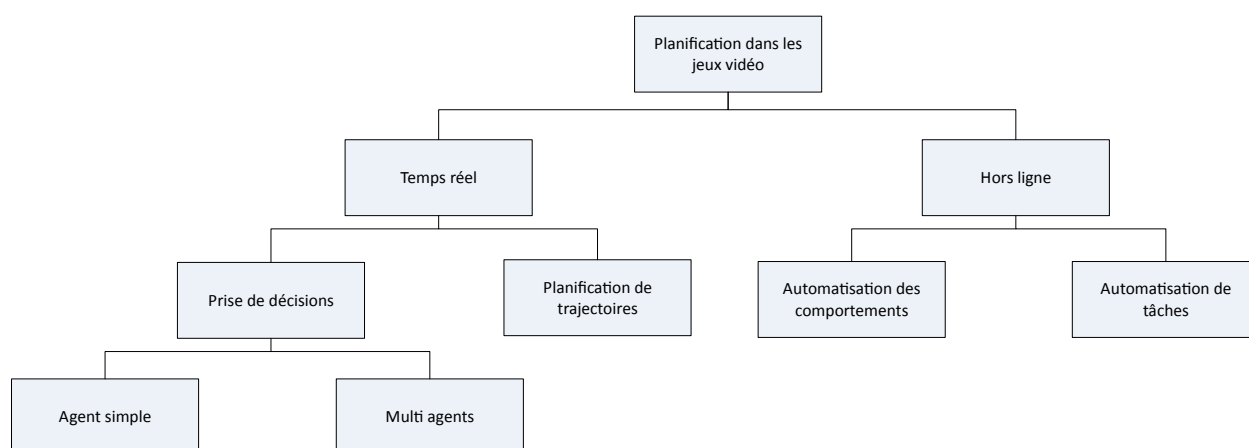 Planification dans les
jeux vidéo
Temps réel
Hors ligne
Prise de décisions
Planification de
trajectoires
Automatisation des
comportements
Automatisation de
tâches
Agent simple
Multi agents